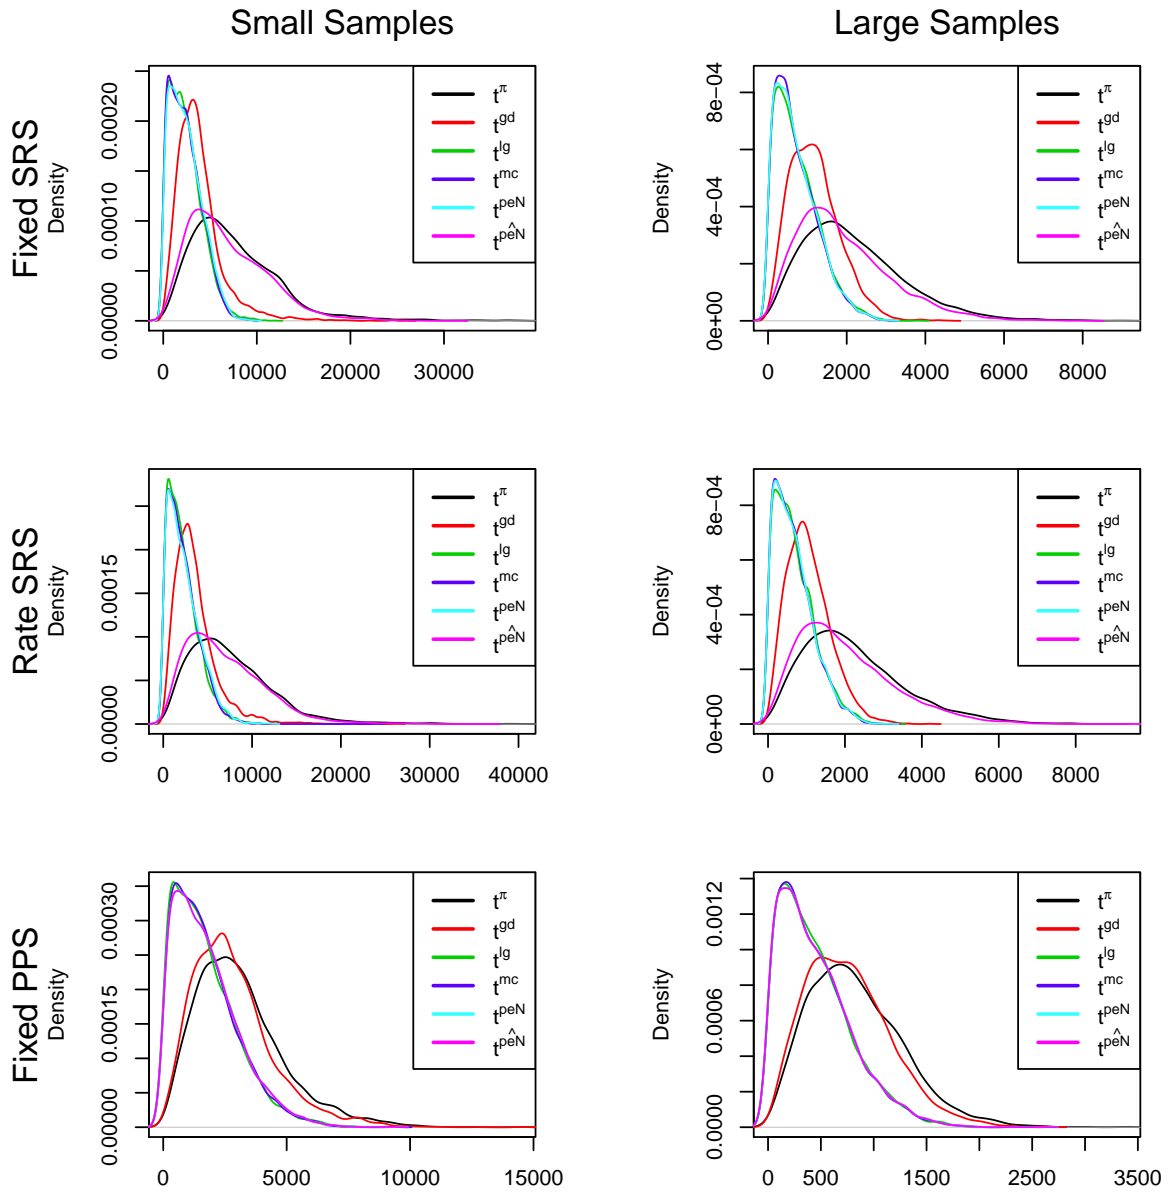 Small Samples
Large Samples
Fixed SRS
Density
0.00000 0.00010 0.00020
0 10000 20000 30000
t^π
t^gd
t^lg
t^mc
t^peN
t^peN̂
Density
0e+00 4e−04 8e−04
0 2000 4000 6000 8000
t^π
t^gd
t^lg
t^mc
t^peN
t^peN̂
Rate SRS
Density
0.00000 0.00015
0 10000 20000 30000 40000
t^π
t^gd
t^lg
t^mc
t^peN
t^peN̂
Density
0e+00 4e−04 8e−04
0 2000 4000 6000 8000
t^π
t^gd
t^lg
t^mc
t^peN
t^peN̂
Fixed PPS
Density
0.00000 0.00015 0.00030
0 5000 10000 15000
t^π
t^gd
t^lg
t^mc
t^peN
t^peN̂
Density
0.0000 0.0006 0.0012
0 500 1500 2500 3500
t^π
t^gd
t^lg
t^mc
t^peN
t^peN̂